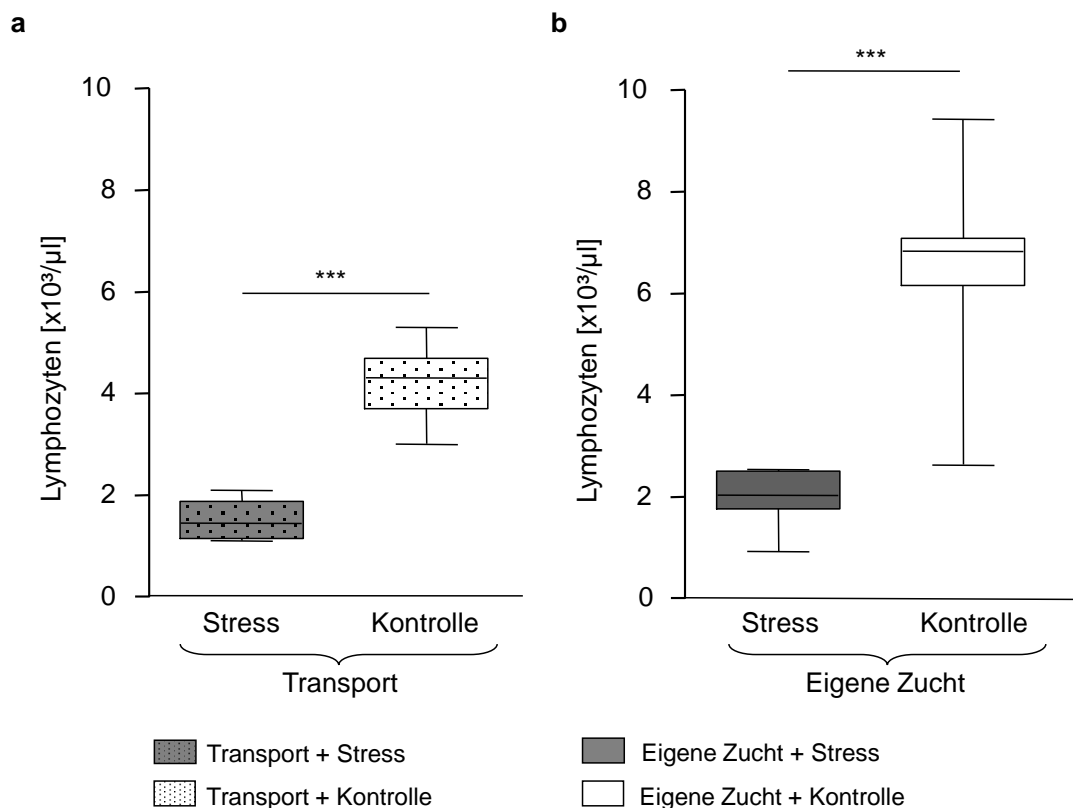 a
***
10
8
6
4
2
0
Lymphozyten [x10³/µl]
Stress
Kontrolle
Transport
Transport + Stress
Transport + Kontrolle
b
***
10
8
6
4
2
0
Lymphozyten [x10³/µl]
Stress
Kontrolle
Eigene Zucht
Eigene Zucht + Stress
Eigene Zucht + Kontrolle